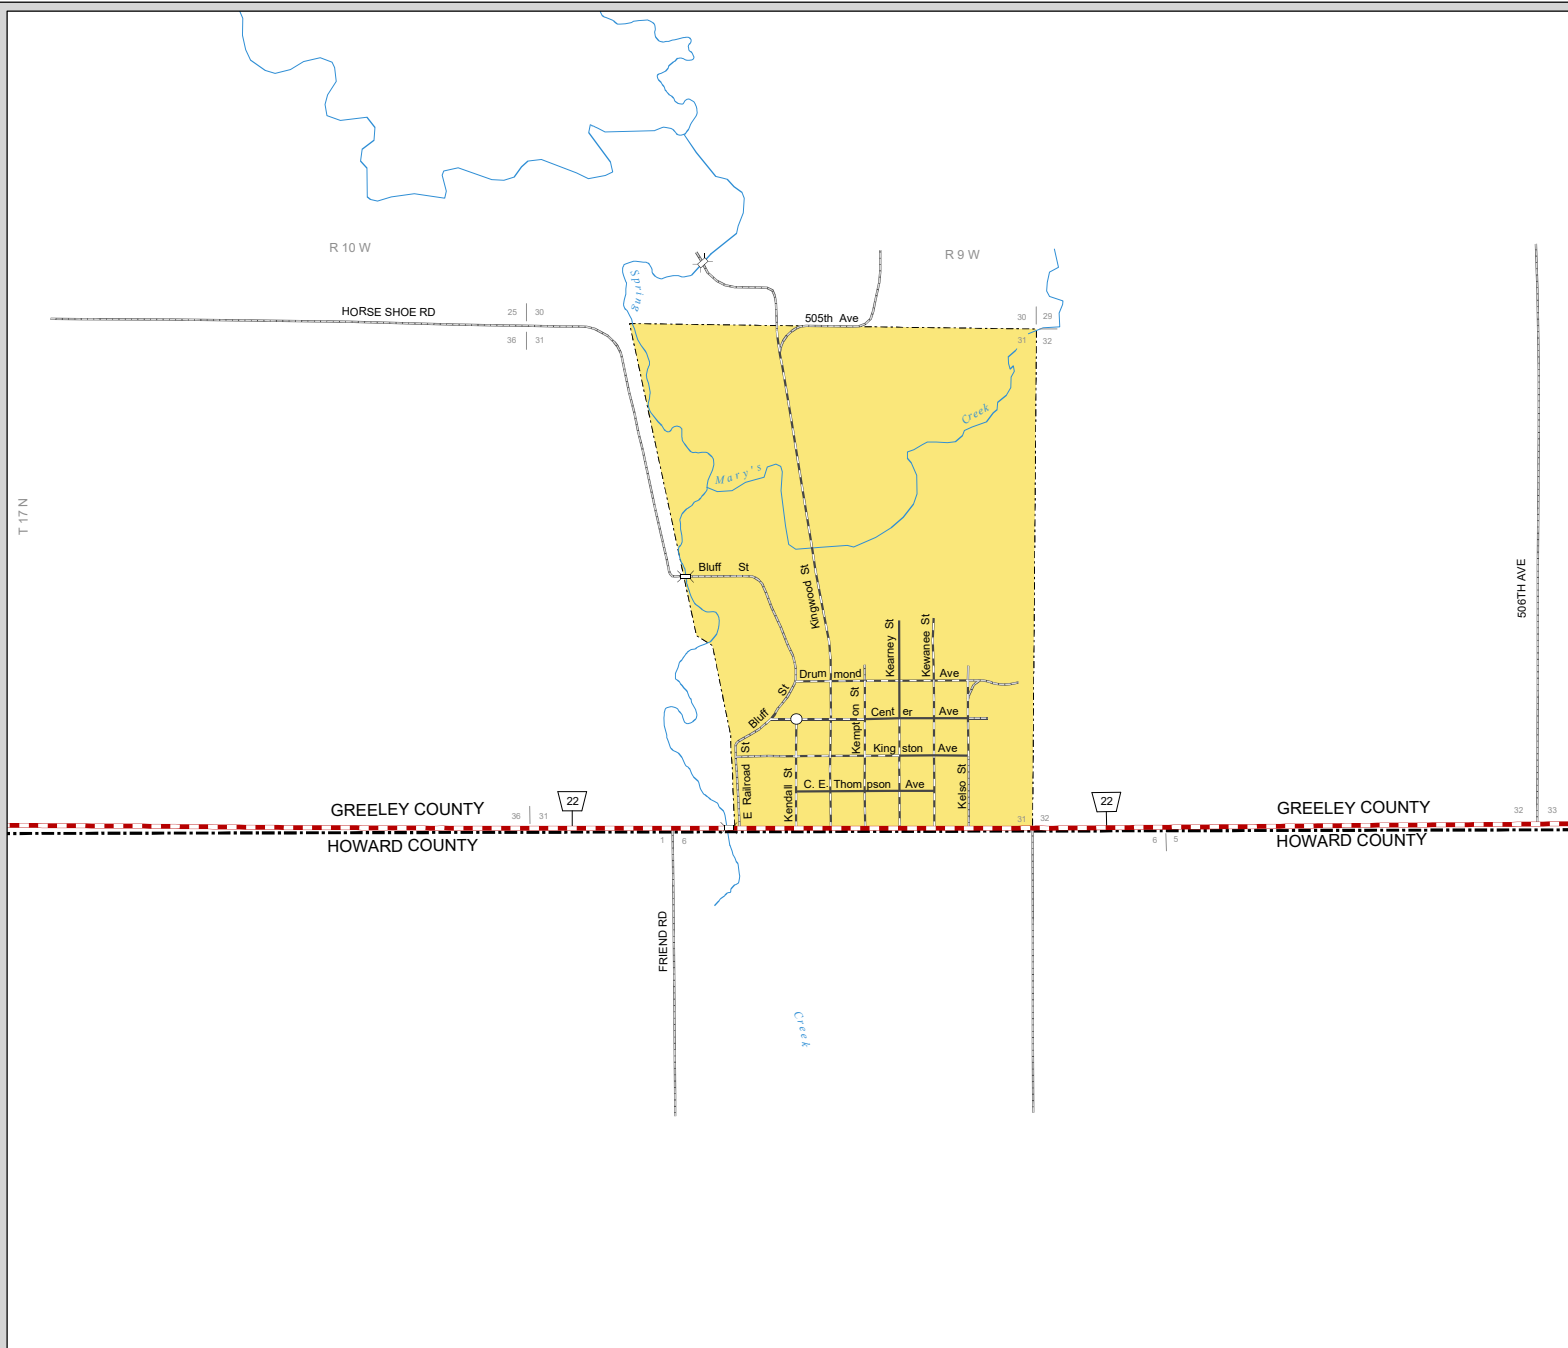 R 10 W
R 9 W
Spring
HORSE SHOE RD
25 30
36 31
505th Ave
30 29
31 32
Creek
Mary's
T 17 N
Bluff St
Kingwood St
Kearney St
Kewanee St
506TH AVE
Drummond Ave
Bluff St
Kempton St
Center Ave
Kingston Ave
E Railroad St
Kendall St
C. E. Thompson Ave
Kelso St
22
22
GREELEY COUNTY
36 31
31 32
GREELEY COUNTY
32 33
HOWARD COUNTY
1 6
6 5
HOWARD COUNTY
FRIEND RD
Creek